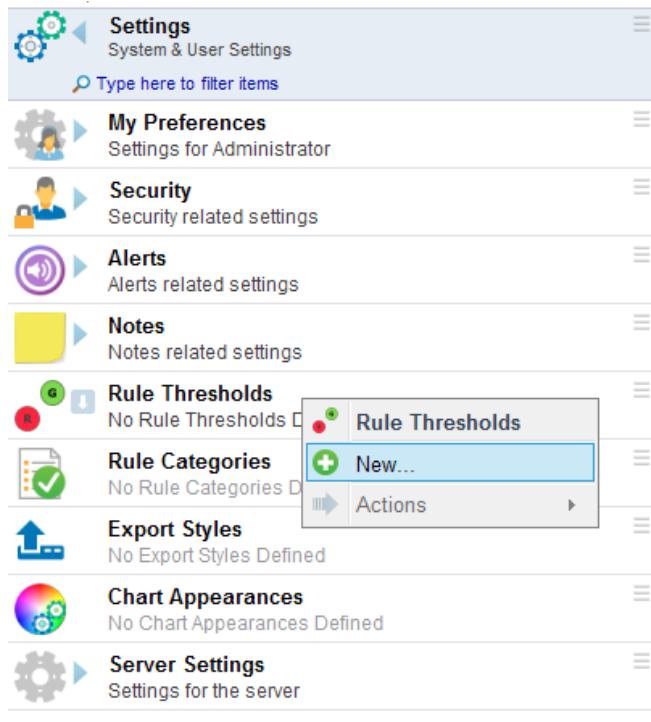 Settings
System & User Settings
Type here to filter items
My Preferences
Settings for Administrator
Security
Security related settings
Alerts
Alerts related settings
Notes
Notes related settings
G
Rule Thresholds
R
No Rule Thresholds
Rule Thresholds
Rule Categories
New...
No Rule Categories
Actions
Export Styles
No Export Styles Defined
Chart Appearances
No Chart Appearances Defined
Server Settings
Settings for the server